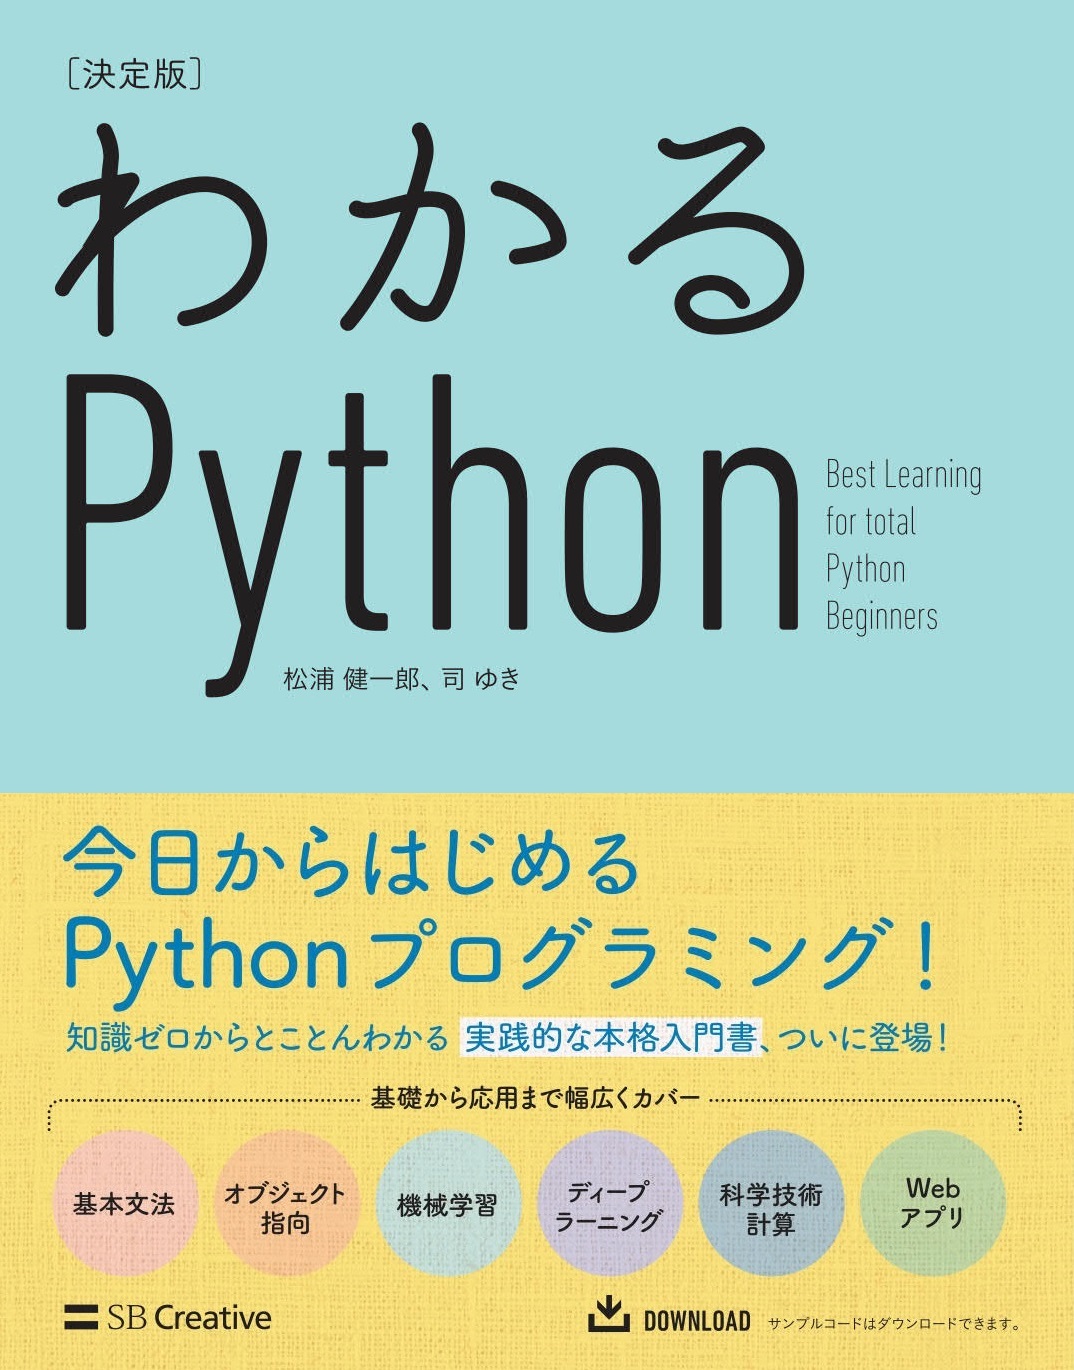 ［決定版］
わかる
Python
Best Learning
for total
Python
Beginners
松浦 健一郎、司 ゆき
今日からはじめる
Pythonプログラミング！
知識ゼロからとことんわかる 実践的な本格入門書、ついに登場！
基礎から応用まで幅広くカバー
基本文法
オブジェクト
指向
機械学習
ディープ
ラーニング
科学技術
計算
Web
アプリ
SB Creative
DOWNLOAD サンプルコードはダウンロードできます。